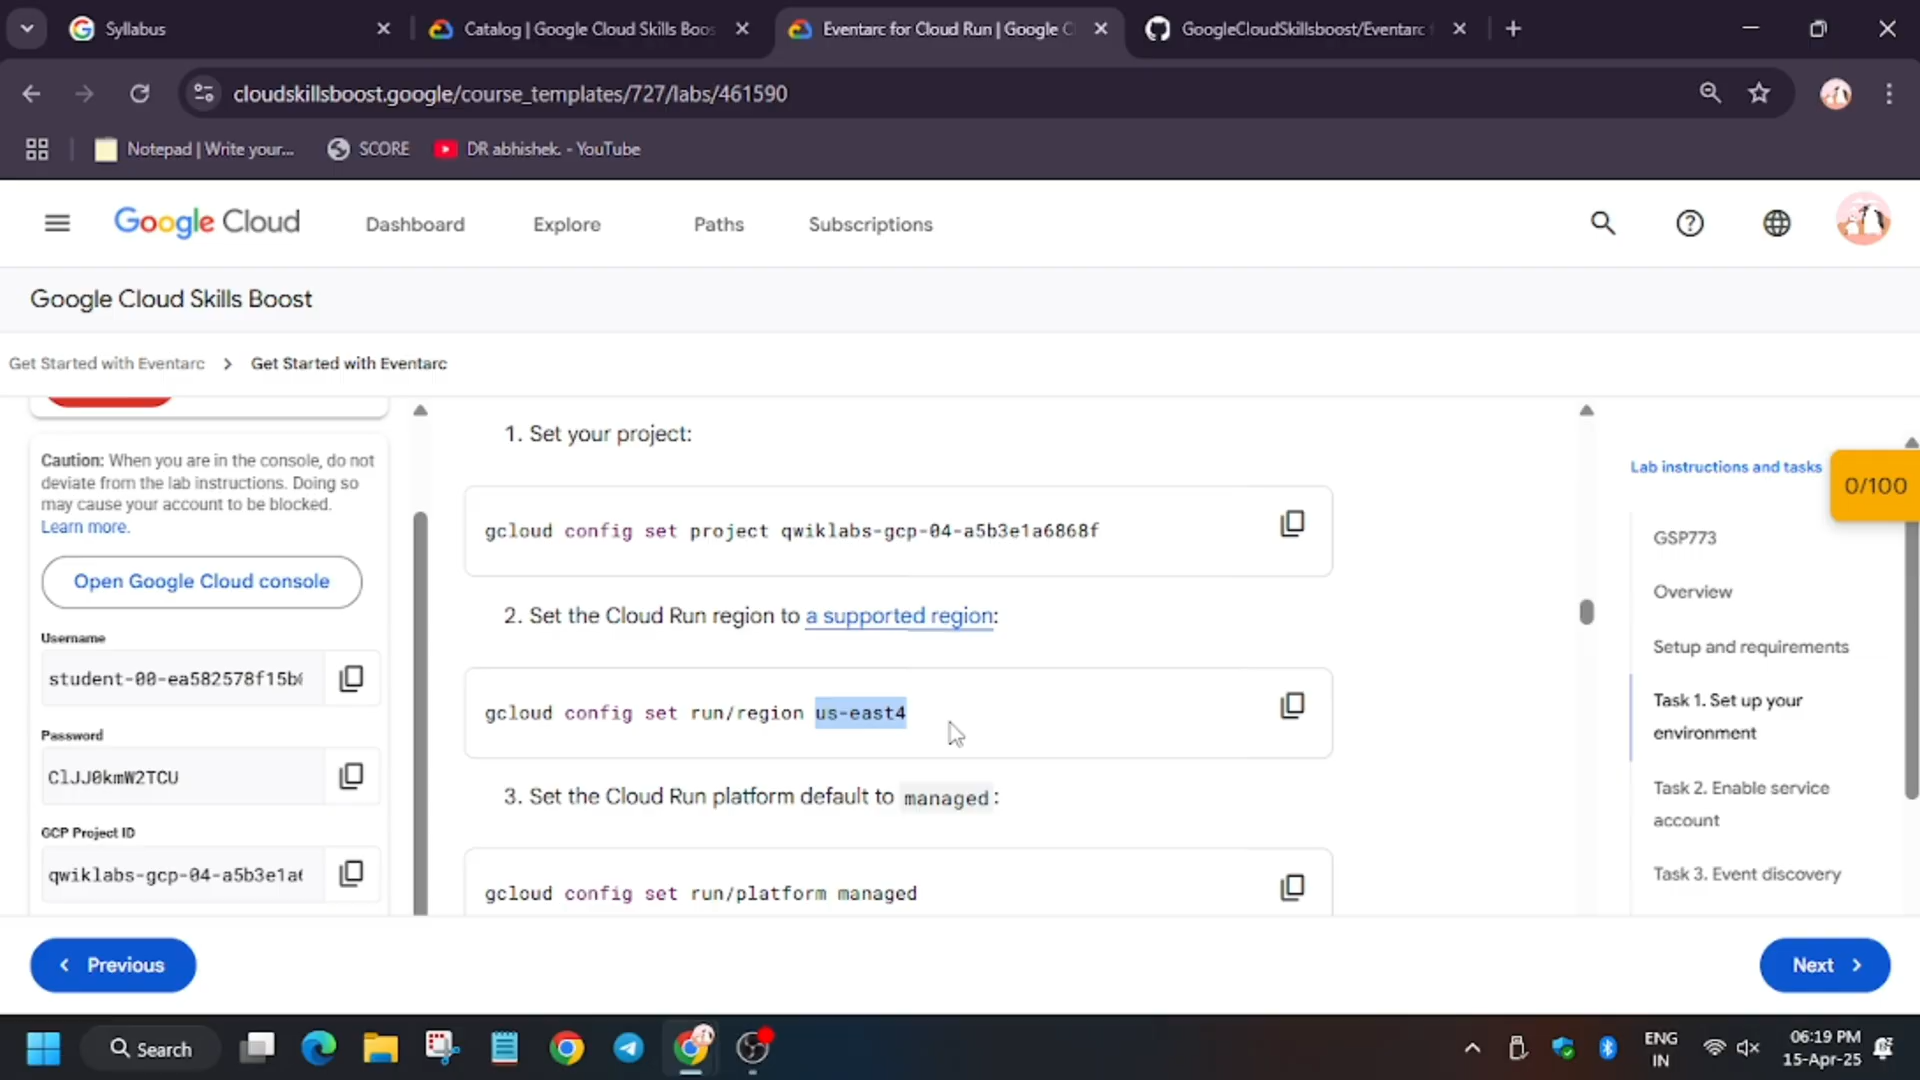 Syllabus
Catalog | Google Cloud Skills Boos
Eventarc for Cloud Run | Google C
GoogleCloudSkillsboost/Eventarc f
cloudskillsboost.google/course_templates/727/labs/461590
Notepad | Write your...
SCORE
DR abhishek. - YouTube
Google Cloud
Dashboard
Explore
Paths
Subscriptions
Google Cloud Skills Boost
Get Started with Eventarc
Get Started with Eventarc
Caution: When you are in the console, do not
deviate from the lab instructions. Doing so
may cause your account to be blocked.
Learn more.
Open Google Cloud console
Username
student-00-ea582578f15b
Password
ClJJ0kmW2TCU
GCP Project ID
qwiklabs-gcp-04-a5b3e1a6
1. Set your project:
gcloud config set project qwiklabs-gcp-04-a5b3e1a6868f
2. Set the Cloud Run region to a supported region:
gcloud config set run/region us-east4
3. Set the Cloud Run platform default to managed:
gcloud config set run/platform managed
Lab instructions and tasks
0/100
GSP773
Overview
Setup and requirements
Task 1. Set up your
environment
Task 2. Enable service
account
Task 3. Event discovery
Previous
Next
Search
ENG
IN
06:19 PM
15-Apr-25